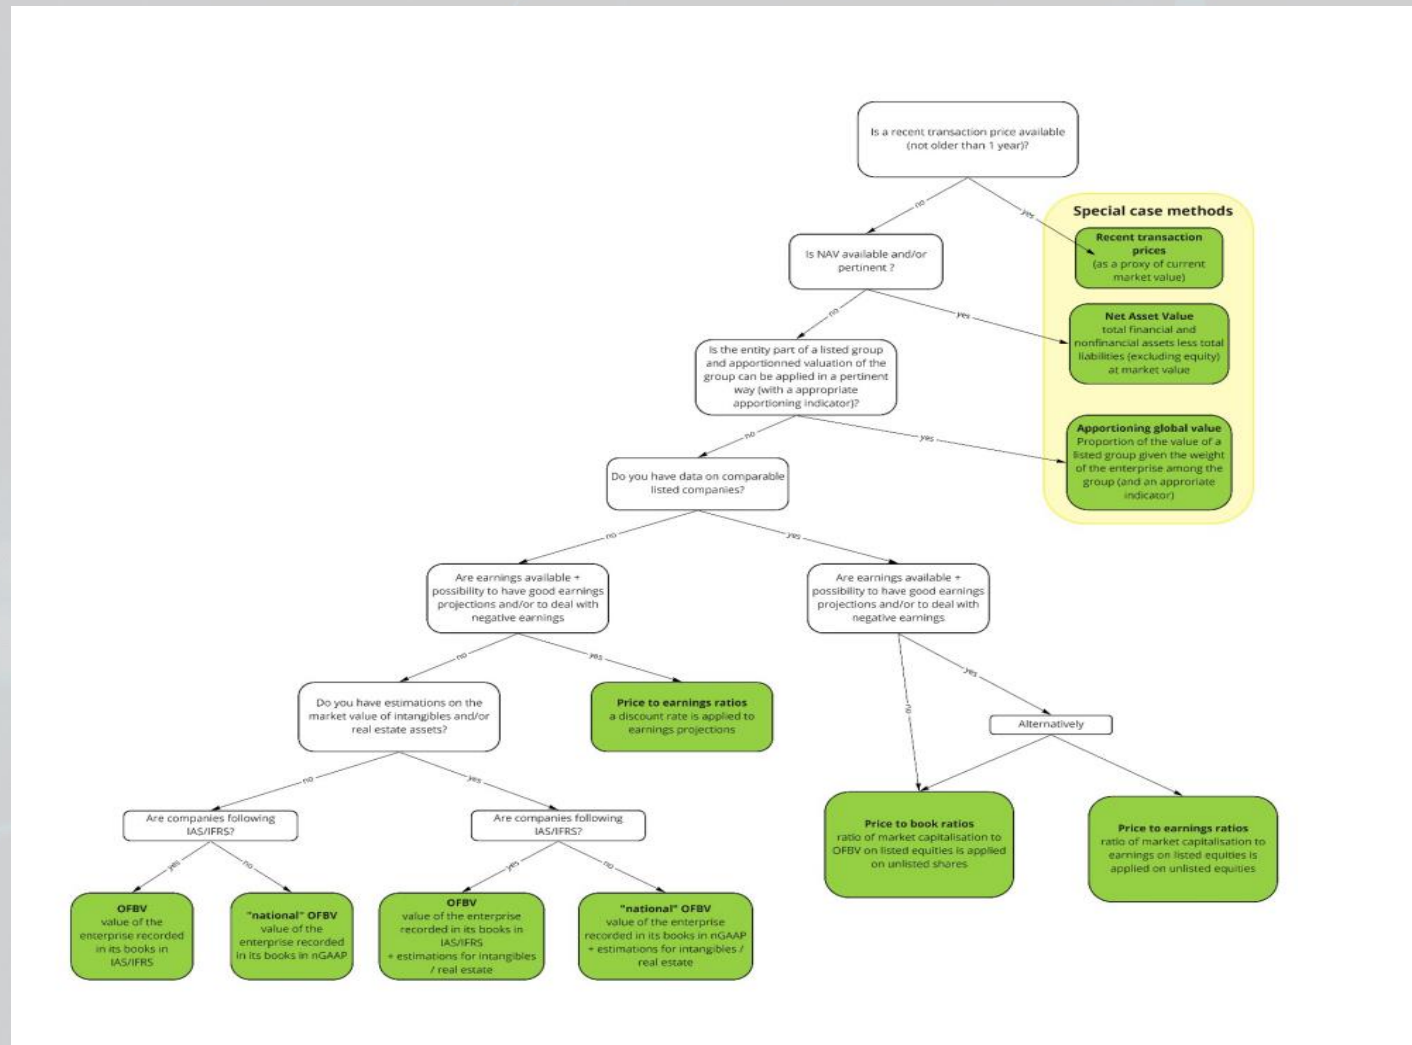 Is a recent transaction price available
(not older than 1 year)?
no
yes
Special case methods
Recent transaction
prices
(as a proxy of current
market value)
Is NAV available and/or
pertinent ?
no
yes
Net Asset Value
total financial and
nonfinancial assets less total
liabilities (excluding equity)
at market value
Is the entity part of a listed group
and apportionned valuation of the
group can be applied in a pertinent
way (with a appropriate
apportioning indicator)?
no
yes
Apportioning global value
Proportion of the value of a
listed group given the weight
of the enterprise among the
group (and an approriate
indicator)
Do you have data on comparable
listed companies?
no
yes
Are earnings available +
possibility to have good earnings
projections and/or to deal with
negative earnings
Are earnings available +
possibility to have good earnings
projections and/or to deal with
negative earnings
no
yes
no
yes
Do you have estimations on the
market value of intangibles and/or
real estate assets?
Price to earnings ratios
a discount rate is applied to
earnings projections
Alternatively
no
yes
Are companies following
IAS/IFRS?
Are companies following
IAS/IFRS?
Price to book ratios
ratio of market capitalisation to
OFBV on listed equities is applied
on unlisted shares
Price to earnings ratios
ratio of market capitalisation to
earnings on listed equities is
applied on unlisted equities
yes
no
yes
no
OFBV
value of the
enterprise recorded
in its books in
IAS/IFRS
"national" OFBV
value of the
enterprise recorded
in its books in nGAAP
OFBV
value of the enterprise
recorded in its books in
IAS/IFRS
+ estimations for intangibles
/ real estate
"national" OFBV
value of the enterprise
recorded in its books in nGAAP
+ estimations for intangibles /
real estate